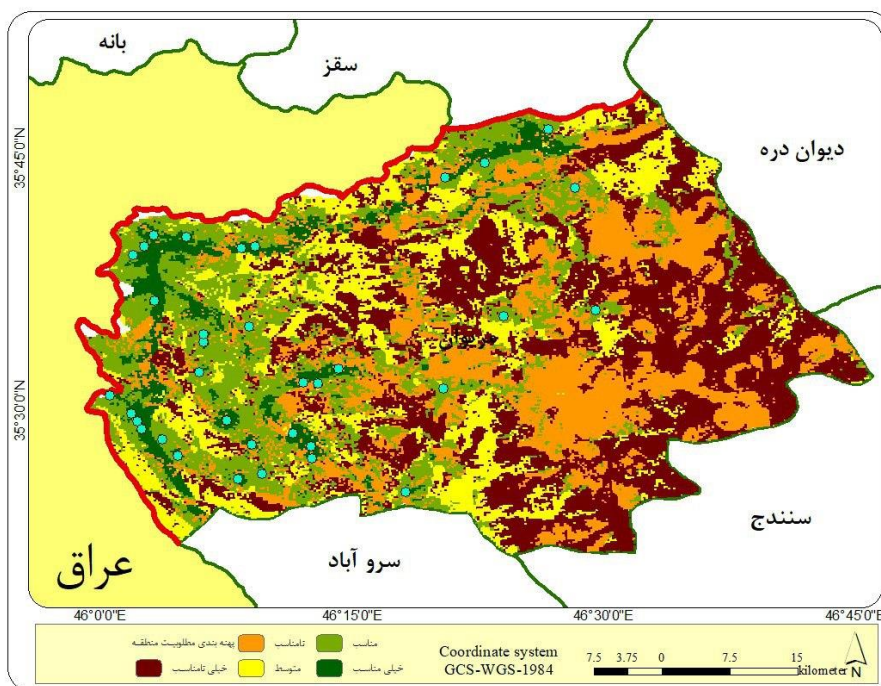 بانه
سقز
دیوان دره
35°45'0"N
مریوان
35°30'0"N
سنندج
سرو آباد
عراق
46°0'0"E
46°15'0"E
46°30'0"E
46°45'0"E
پهنه بندی مطلوبیت منطقه
نامناسب
مناسب
خیلی نامناسب
متوسط
خیلی مناسب
Coordinate system
GCS-WGS-1984
7.5 3.75 0 7.5 15
kilometer
N